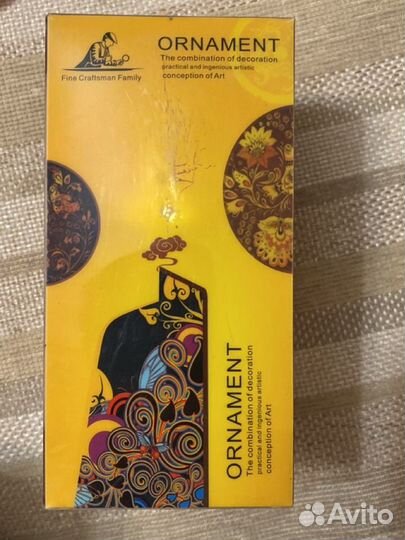 Fine Craftsman Family
ORNAMENT
The combination of decoration
practical and ingenious artistic
conception of Art
ORNAMENT
The combination of decoration
practical and ingenious artistic
conception of Art
Avito